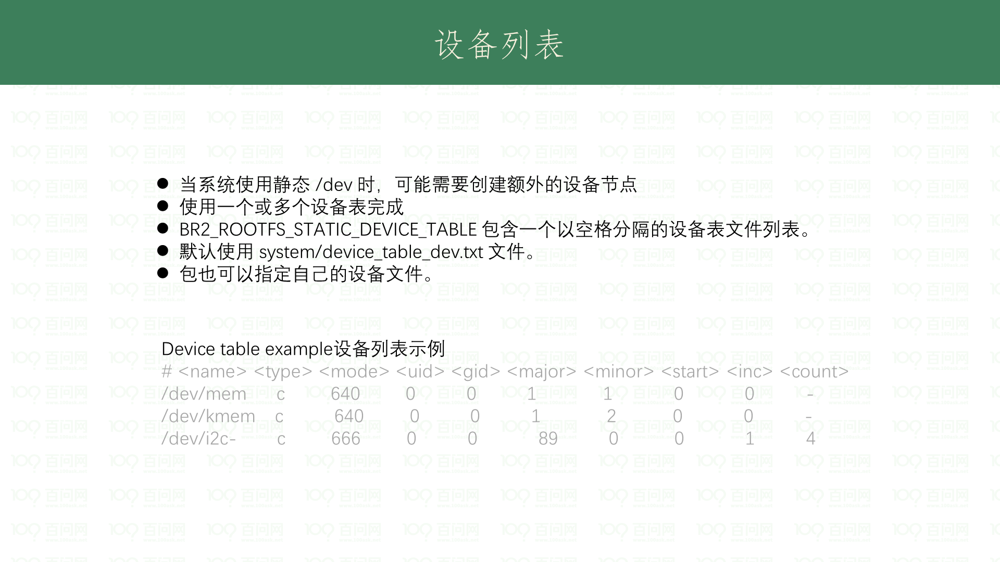 设备列表
当系统使用静态 /dev 时，可能需要创建额外的设备节点
使用一个或多个设备表完成
BR2_ROOTFS_STATIC_DEVICE_TABLE 包含一个以空格分隔的设备表文件列表。
默认使用 system/device_table_dev.txt 文件。
包也可以指定自己的设备文件。
Device table example设备列表示例
# <name> <type> <mode> <uid> <gid> <major> <minor> <start> <inc> <count>
/dev/mem c 640 0 0 1 1 0 0 -
/dev/kmem c 640 0 0 1 2 0 0 -
/dev/i2c- c 666 0 0 89 0 0 1 4